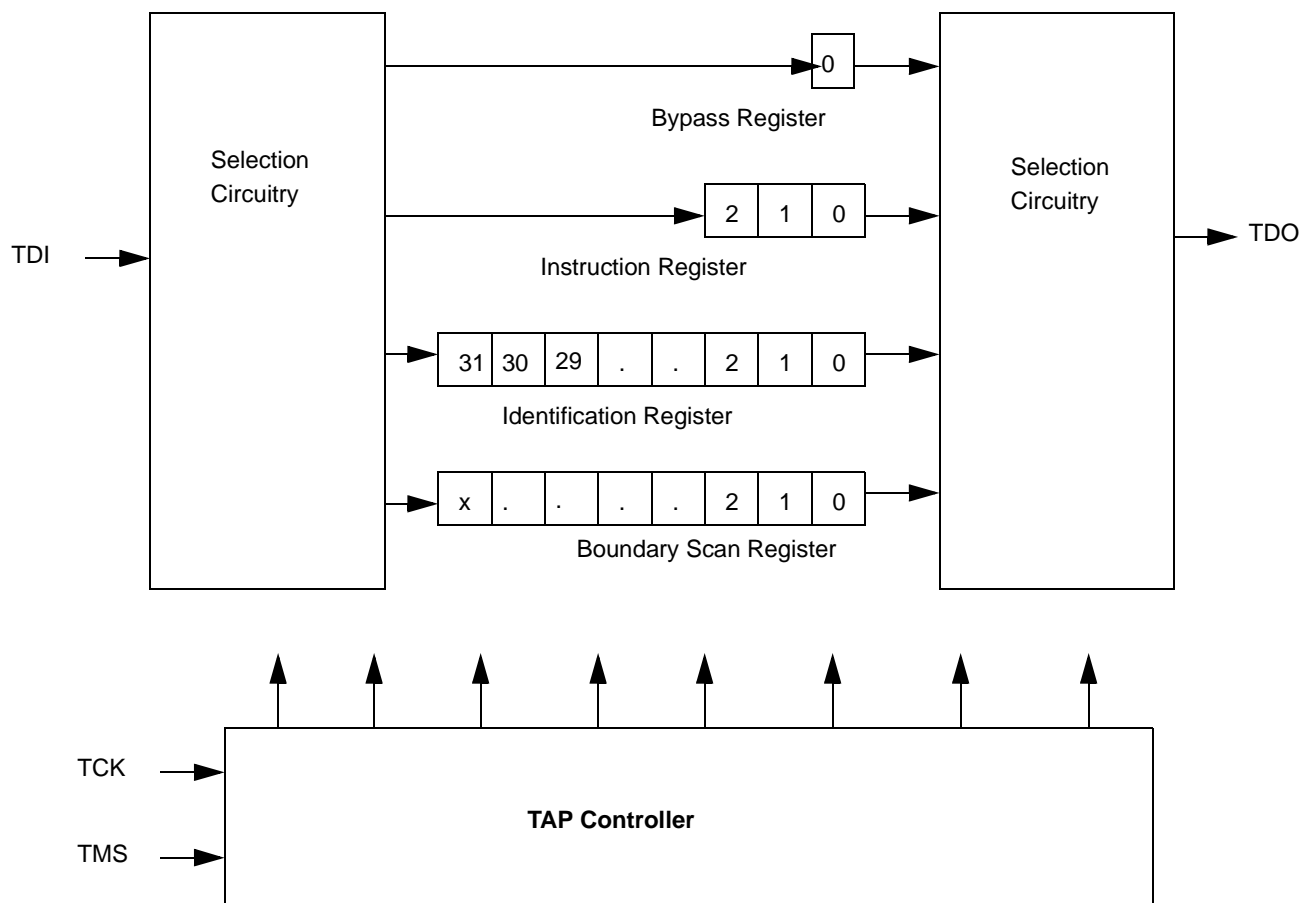 0
Bypass Register
Selection
Circuitry
Selection
Circuitry
2 1 0
TDI
TDO
Instruction Register
31 30 29 . . 2 1 0
Identification Register
x . . . . 2 1 0
Boundary Scan Register
TCK
TAP Controller
TMS